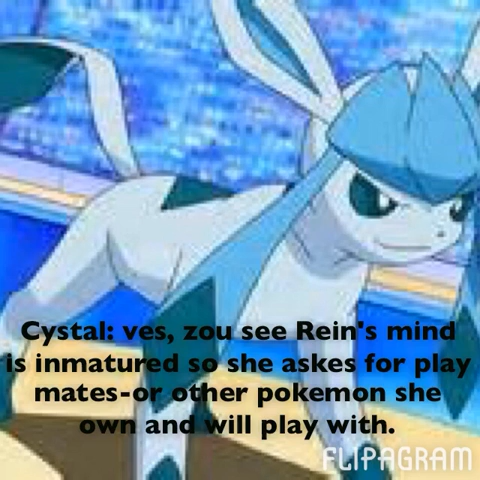 Cystal: yes, zou see Rein's mind
is inmatured so she askes for play
mates-or other pokemon she
own and will play with.
FLIPAGRAM